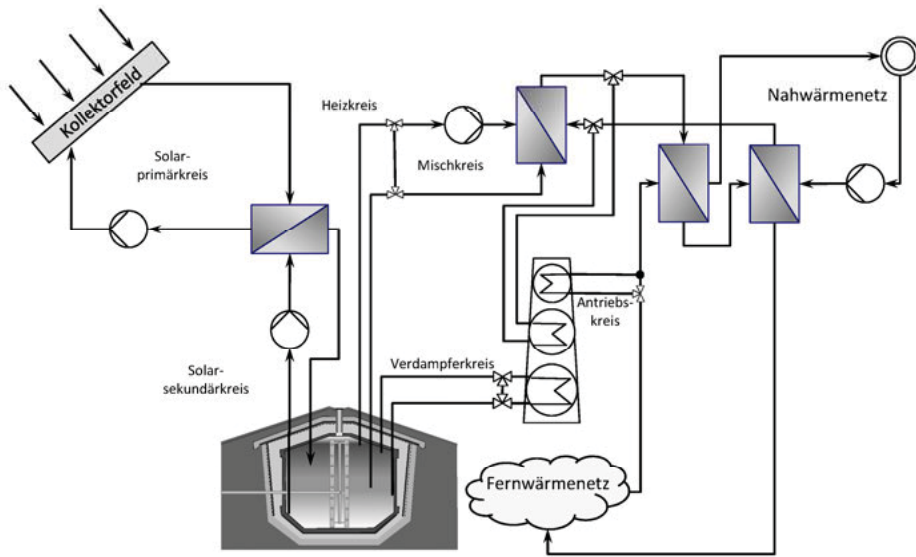 Kollektorfeld
Heizkreis
Nahwärmenetz
Mischkreis
Solar-
primärkreis
Antriebs-
kreis
Verdampferkreis
Solar-
sekundärkreis
Fernwärmenetz